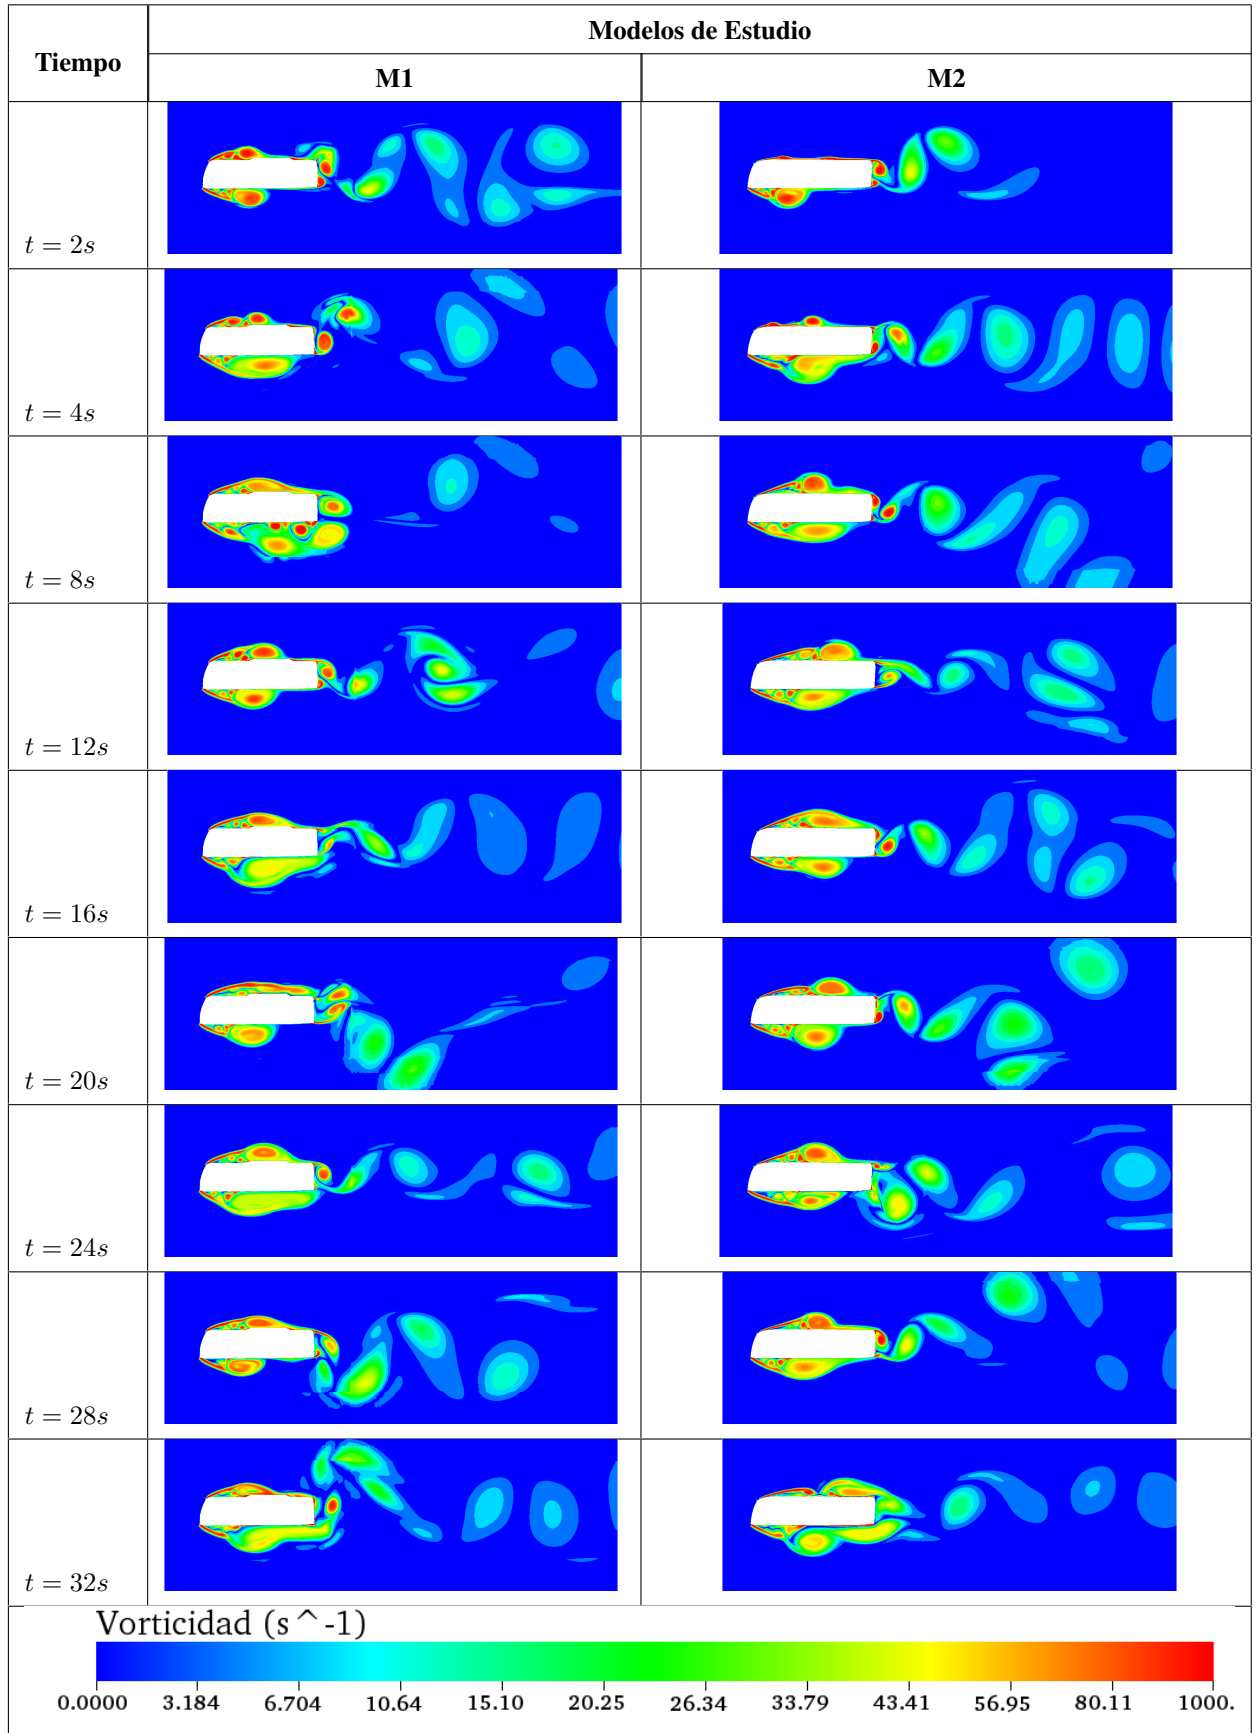 Modelos de Estudio
Tiempo
M1 M2
t = 2s
t = 4s
t = 8s
t = 12s
t = 16s
t = 20s
t = 24s
t = 28s
t = 32s
Vorticidad (s^-1)
0.0000 3.184 6.704 10.64 15.10 20.25 26.34 33.79 43.41 56.95 80.11 1000.